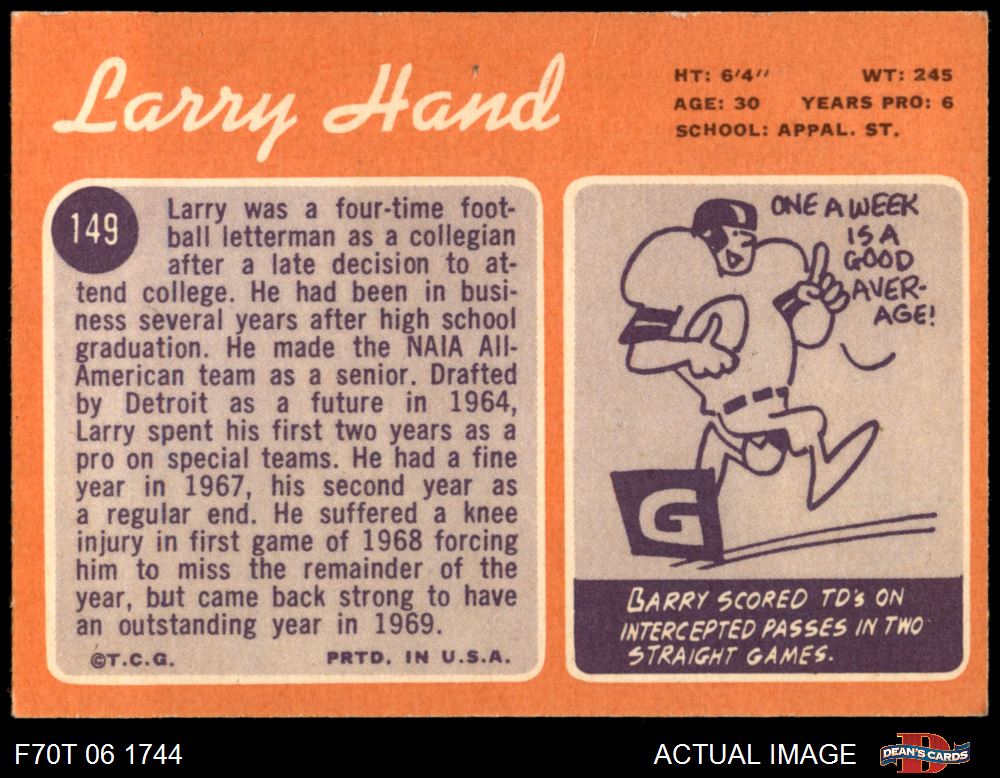 Larry Hand
HT: 6'4" WT: 245
AGE: 30 YEARS PRO: 6
SCHOOL: APPAL. ST.
149
Larry was a four-time foot-
ball letterman as a collegian
after a late decision to at-
tend college. He had been in busi-
ness several years after high school
graduation. He made the NAIA All-
American team as a senior. Drafted
by Detroit as a future in 1964,
Larry spent his first two years as a
pro on special teams. He had a fine
year in 1967, his second year as
a regular end. He suffered a knee
injury in first game of 1968 forcing
him to miss the remainder of the
year, but came back strong to have
an outstanding year in 1969.
©T.C.G. PRTD. IN U.S.A.
ONE A WEEK
IS A
GOOD
AVER-
AGE!
G
BARRY SCORED TD's ON
INTERCEPTED PASSES IN TWO
STRAIGHT GAMES.
F70T 06 1744
ACTUAL IMAGE
D
DEAN'S CARDS